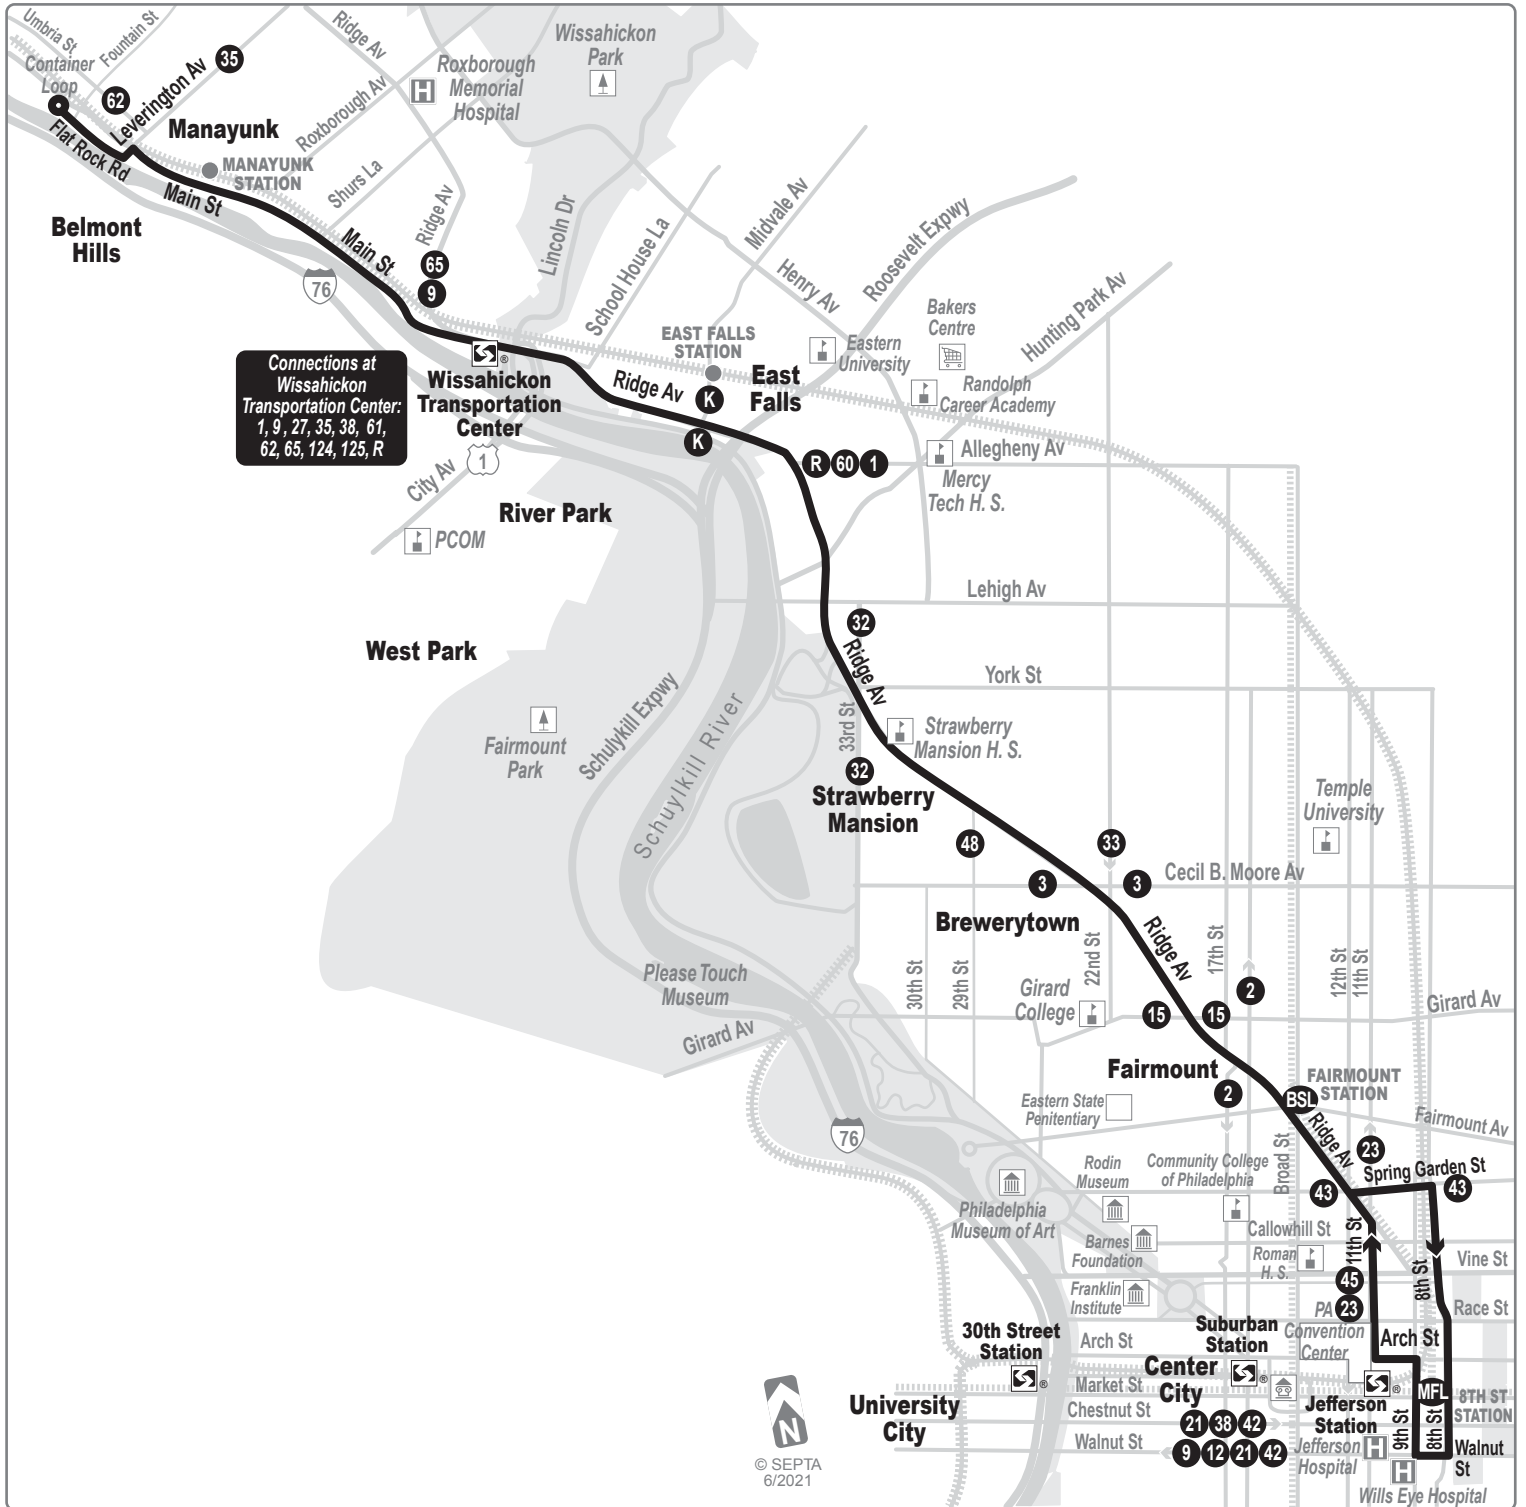 Umbria St
Fountain St
Container
Loop
Leverington Av
35
62
Flat Rock Rd
Manayunk
MANAYUNK
STATION
Ridge Av
Roxborough Av
Shurs La
Roxborough
Memorial
Hospital
H
Wissahickon
Park
Main St
Main St
Belmont
Hills
76
Ridge Av
65
9
Lincoln Dr
School House La
Midvale Av
Henry Av
Roosevelt Expwy
Hunting Park Av
Bakers
Centre
Eastern
University
EAST FALLS
STATION
East
Falls
Randolph
Career Academy
Connections at
Wissahickon
Transportation Center:
1, 9 , 27, 35, 38, 61,
62, 65, 124, 125, R
®
Wissahickon
Transportation
Center
Ridge Av
K
K
R 60 1
Allegheny Av
Mercy
Tech H. S.
City Av
1
PCOM
River Park
Lehigh Av
32
Ridge Av
York St
West Park
Schulykill Expwy
Schuylkill River
Fairmount
Park
33rd St
Strawberry
Mansion H. S.
32
Strawberry
Mansion
Temple
University
48
33
3
3
Cecil B. Moore Av
Brewerytown
Ridge Av
22nd St
17th St
30th St
29th St
12th St
11th St
Please Touch
Museum
Girard Av
Girard
College
2
15
15
Girard Av
Fairmount
2
FAIRMOUNT
STATION
BSL
Eastern State
Penitentiary
Fairmount Av
Ridge Av
76
23
Spring Garden St
43
43
Broad St
Rodin
Museum
Community College
of Philadelphia
Philadelphia
Museum of Art
Barnes
Foundation
Callowhill St
Roman
H. S.
11th St
Vine St
8th St
45
PA 23
Convention
Center
Race St
Franklin
Institute
30th Street
Station
®
Suburban
Station
®
Arch St
Arch St
Center
City
Market St
Jefferson
Station
®
MFL
8TH ST
STATION
University
City
Chestnut St
21 38 42
Walnut St
9 12 21 42
Jefferson
Hospital
H
9th St
8th St
Walnut
St
H
Wills Eye Hospital
N
© SEPTA
6/2021